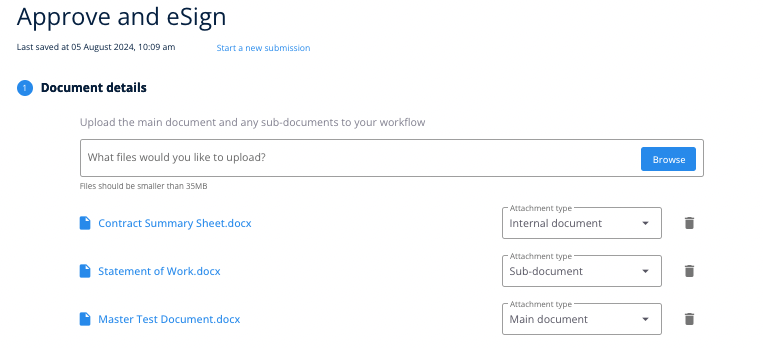 Approve and eSign
Last saved at 05 August 2024, 10:09 am Start a new submission
1 Document details
Upload the main document and any sub-documents to your workflow
What files would you like to upload? Browse
Files should be smaller than 35MB
Attachment type
Contract Summary Sheet.docx Internal document
Attachment type
Statement of Work.docx Sub-document
Attachment type
Master Test Document.docx Main document